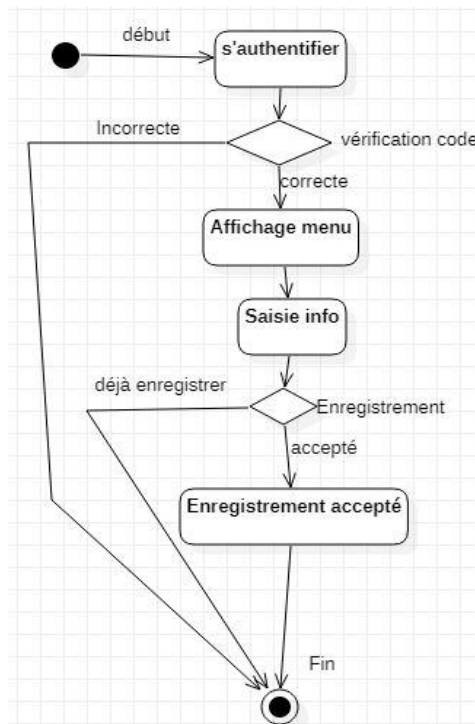 début
s'authentifier
Incorrecte
vérification code
correcte
Affichage menu
Saisie info
déjà enregistrer
Enregistrement
accepté
Enregistrement accepté
Fin